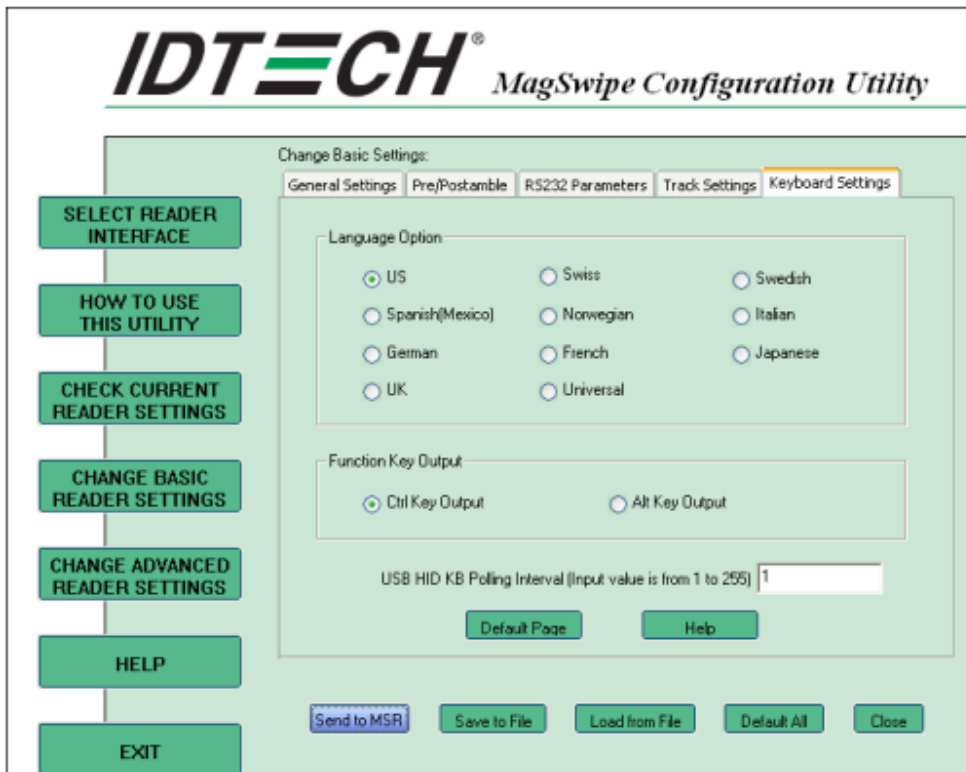 IDTECH®
MagSwipe Configuration Utility
SELECT READER
INTERFACE
HOW TO USE
THIS UTILITY
CHECK CURRENT
READER SETTINGS
CHANGE BASIC
READER SETTINGS
CHANGE ADVANCED
READER SETTINGS
HELP
EXIT
Change Basic Settings:
General Settings Pre/Postamble RS232 Parameters Track Settings Keyboard Settings
Language Option
US Swiss Swedish
Spanish(Mexico) Norwegian Italian
German French Japanese
UK Universal
Function Key Output
Ctrl Key Output Alt Key Output
USB HID KB Polling Interval (Input value is from 1 to 255) 1
Default Page Help
Send to MSR Save to File Load from File Default All Close